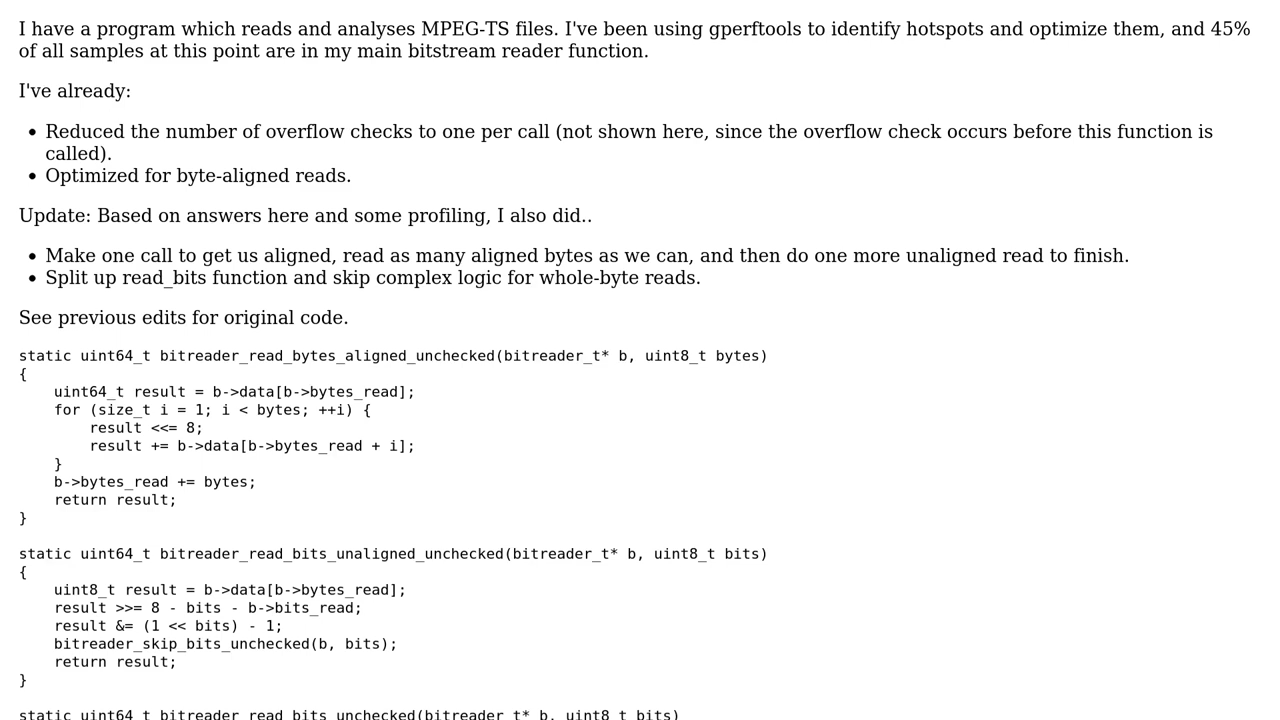 I have a program which reads and analyses MPEG-TS files. I've been using gperftools to identify hotspots and optimize them, and 45%
of all samples at this point are in my main bitstream reader function.
I've already:
• Reduced the number of overflow checks to one per call (not shown here, since the overflow check occurs before this function is
called).
• Optimized for byte-aligned reads.
Update: Based on answers here and some profiling, I also did..
• Make one call to get us aligned, read as many aligned bytes as we can, and then do one more unaligned read to finish.
• Split up read_bits function and skip complex logic for whole-byte reads.
See previous edits for original code.
static uint64_t bitreader_read_bytes_aligned_unchecked(bitreader_t* b, uint8_t bytes)
{
    uint64_t result = b->data[b->bytes_read];
    for (size_t i = 1; i < bytes; ++i) {
        result <<= 8;
        result += b->data[b->bytes_read + i];
    }
    b->bytes_read += bytes;
    return result;
}
static uint64_t bitreader_read_bits_unaligned_unchecked(bitreader_t* b, uint8_t bits)
{
    uint8_t result = b->data[b->bytes_read];
    result >>= 8 - bits - b->bits_read;
    result &= (1 << bits) - 1;
    bitreader_skip_bits_unchecked(b, bits);
    return result;
}
static uint64_t bitreader_read_bits_unchecked(bitreader_t* b, uint8_t bits)